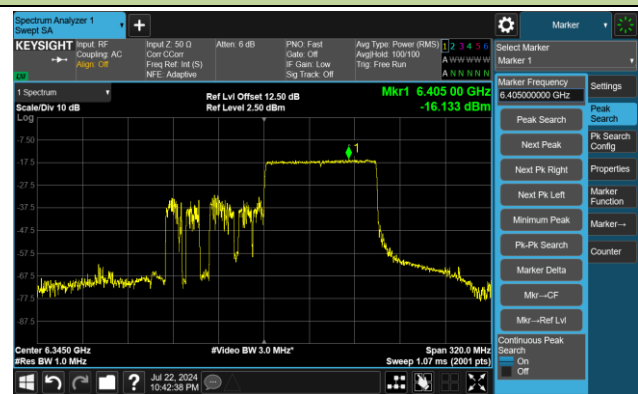 Spectrum Analyzer 1
Swept SA
Marker
KEYSIGHT
Input: RF
Coupling: AC
Align: Off
Input Z: 50 Ω
Corr CCorr
Freq Ref: Int (S)
NFE: Adaptive
Atten: 6 dB
PNO: Fast
Gate: Off
IF Gain: Low
Sig Track: Off
Avg Type: Power (RMS)
Avg|Hold: 100/100
Trig: Free Run
1 2 3 4 5 6
A W W W W W
A N N N N N
LXI
Select Marker
Marker 1
1 Spectrum
Scale/Div 10 dB
Log
Ref Lvl Offset 12.50 dB
Ref Level 2.50 dBm
Mkr1 6.405 00 GHz
-16.133 dBm
1
-7.50
-17.5
-27.5
-37.5
-47.5
-57.5
-67.5
-77.5
-87.5
Center 6.3450 GHz
#Res BW 1.0 MHz
#Video BW 3.0 MHz*
Span 320.0 MHz
Sweep 1.07 ms (2001 pts)
Marker Frequency
6.405000000 GHz
Peak Search
Next Peak
Next Pk Right
Next Pk Left
Minimum Peak
Pk-Pk Search
Marker Delta
Mkr→CF
Mkr→Ref Lvl
Continuous Peak
Search
On
Off
Settings
Peak
Search
Pk Search
Config
Properties
Marker
Function
Marker→
Counter
Jul 22, 2024
10:42:38 PM